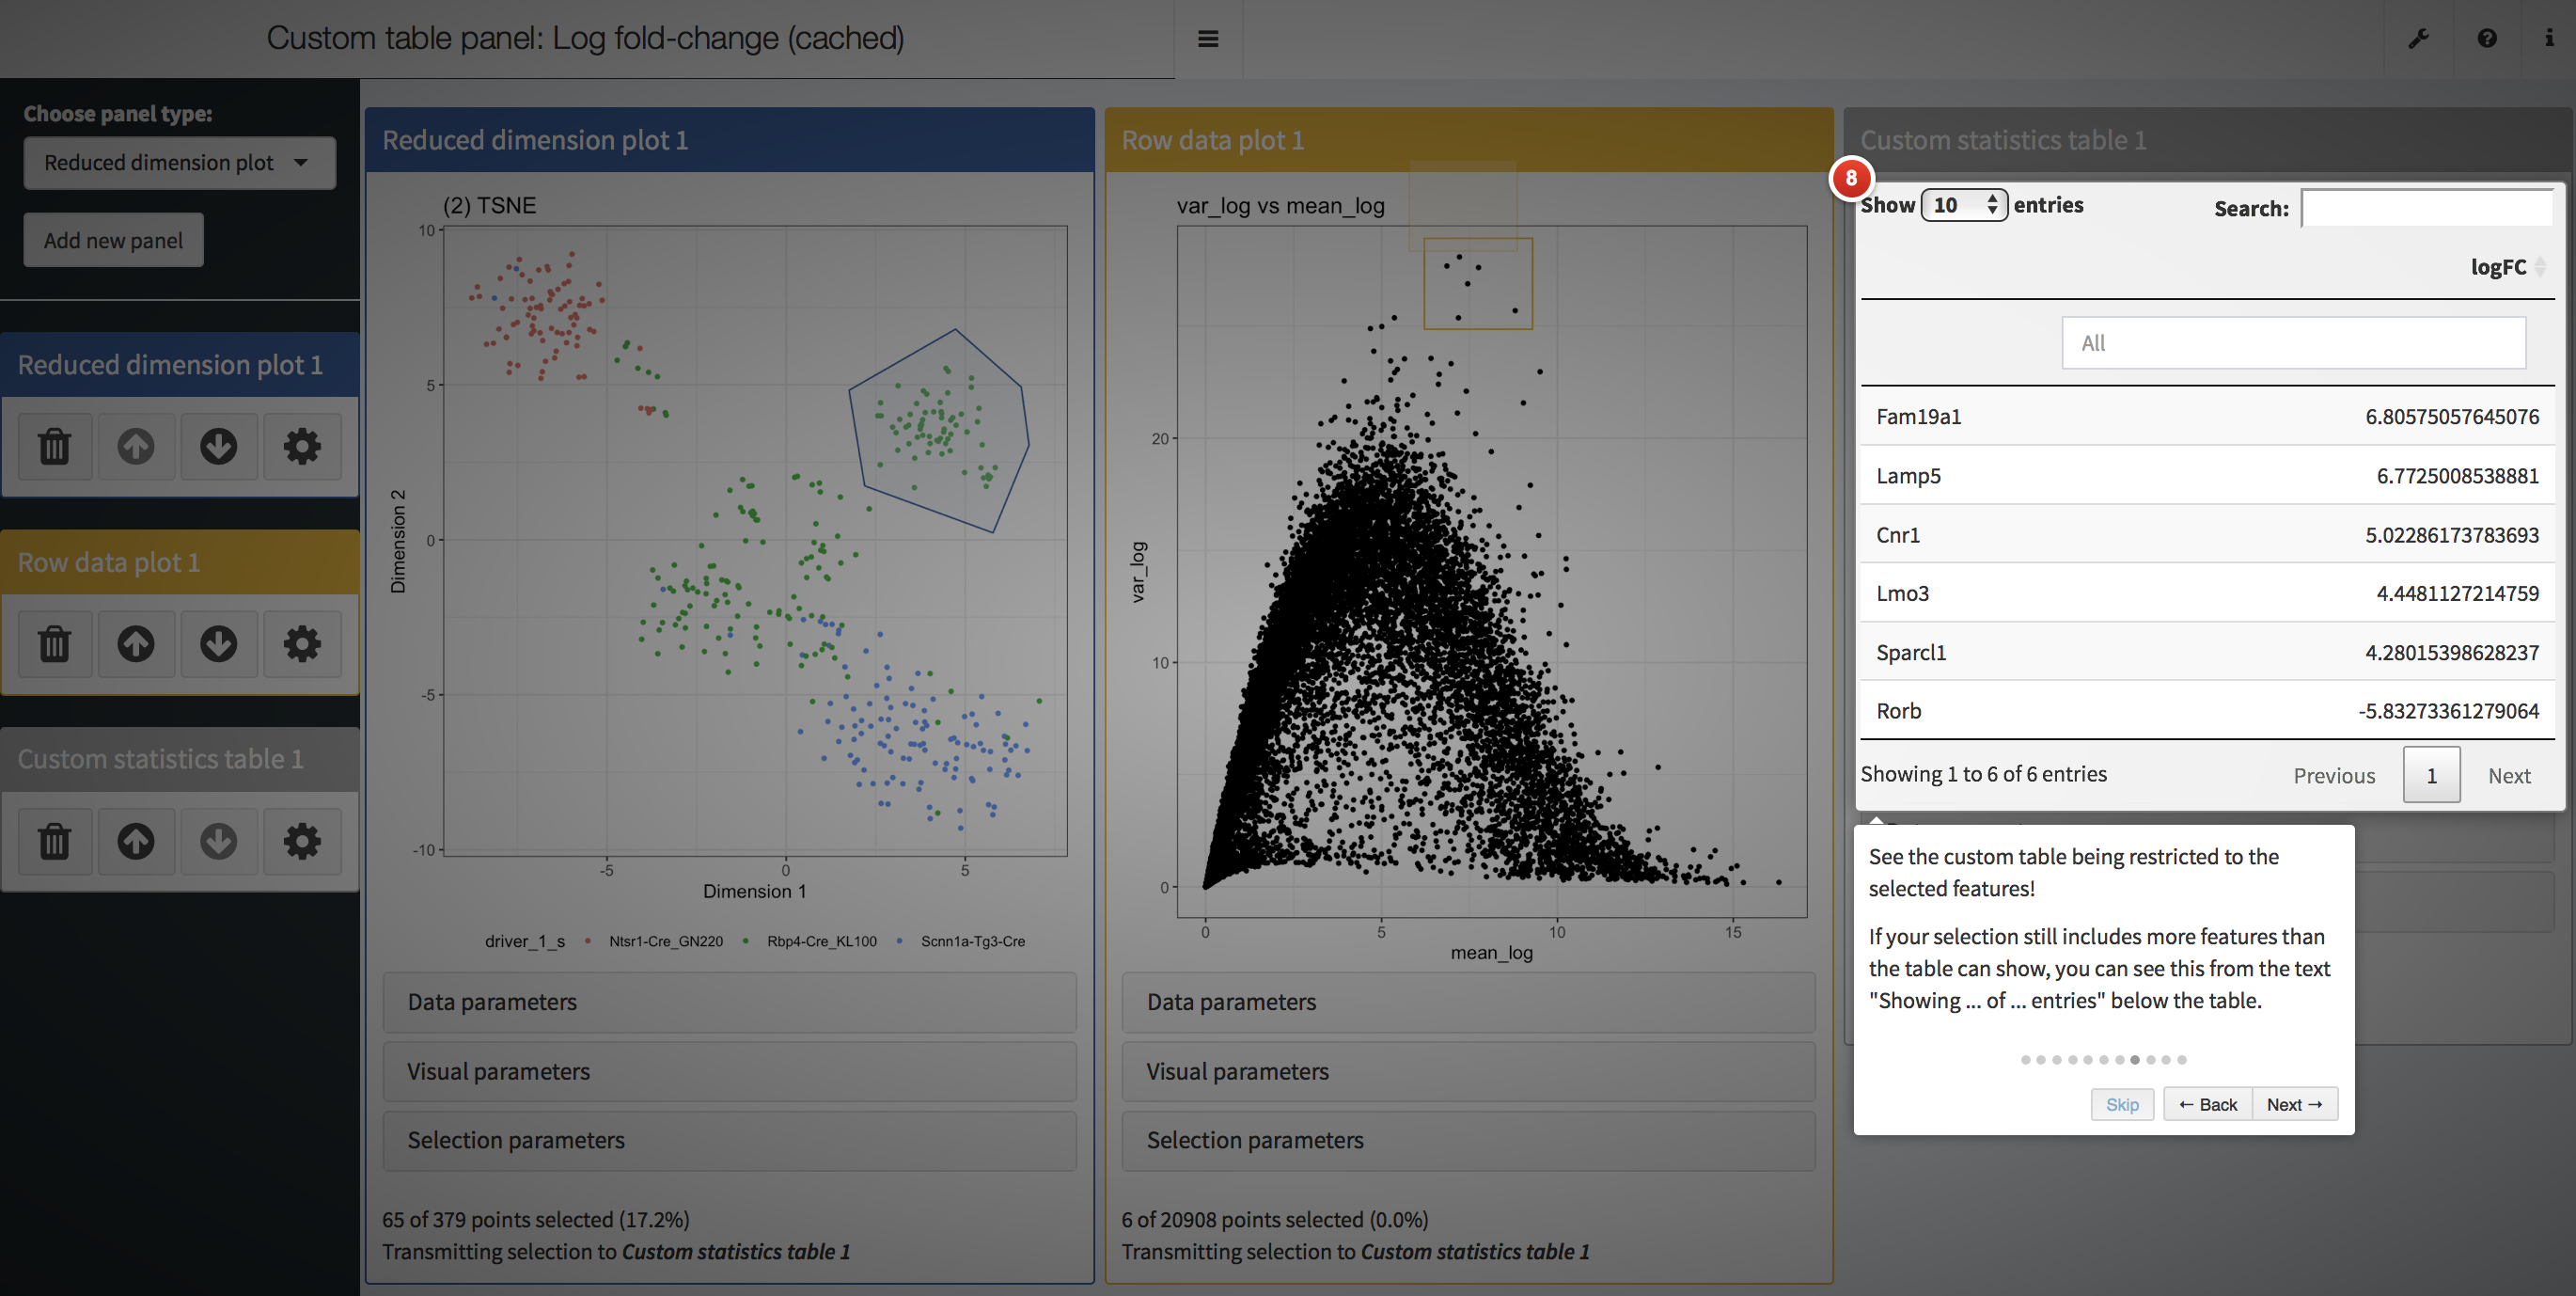 Custom table panel: Log fold-change (cached)
Choose panel type:
Reduced dimension plot
Add new panel
Reduced dimension plot 1
Row data plot 1
Custom statistics table 1
Reduced dimension plot 1
(2) TSNE
10
5
0
-5
-10
Dimension 2
-5
0
5
Dimension 1
driver_1_s
Ntsr1-Cre_GN220
Rbp4-Cre_KL100
Scnn1a-Tg3-Cre
Data parameters
Visual parameters
Selection parameters
65 of 379 points selected (17.2%)
Transmitting selection to Custom statistics table 1
Row data plot 1
var_log vs mean_log
20
10
0
var_log
0
5
10
15
mean_log
Data parameters
Visual parameters
Selection parameters
6 of 20908 points selected (0.0%)
Transmitting selection to Custom statistics table 1
Custom statistics table 1
8
Show 10 entries
Search:
logFC
All
Fam19a1 6.80575057645076
Lamp5 6.7725008538881
Cnr1 5.02286173783693
Lmo3 4.4481127214759
Sparcl1 4.28015398628237
Rorb -5.83273361279064
Showing 1 to 6 of 6 entries
Previous 1 Next
See the custom table being restricted to the
selected features!
If your selection still includes more features than
the table can show, you can see this from the text
"Showing ... of ... entries" below the table.
Skip
← Back
Next →